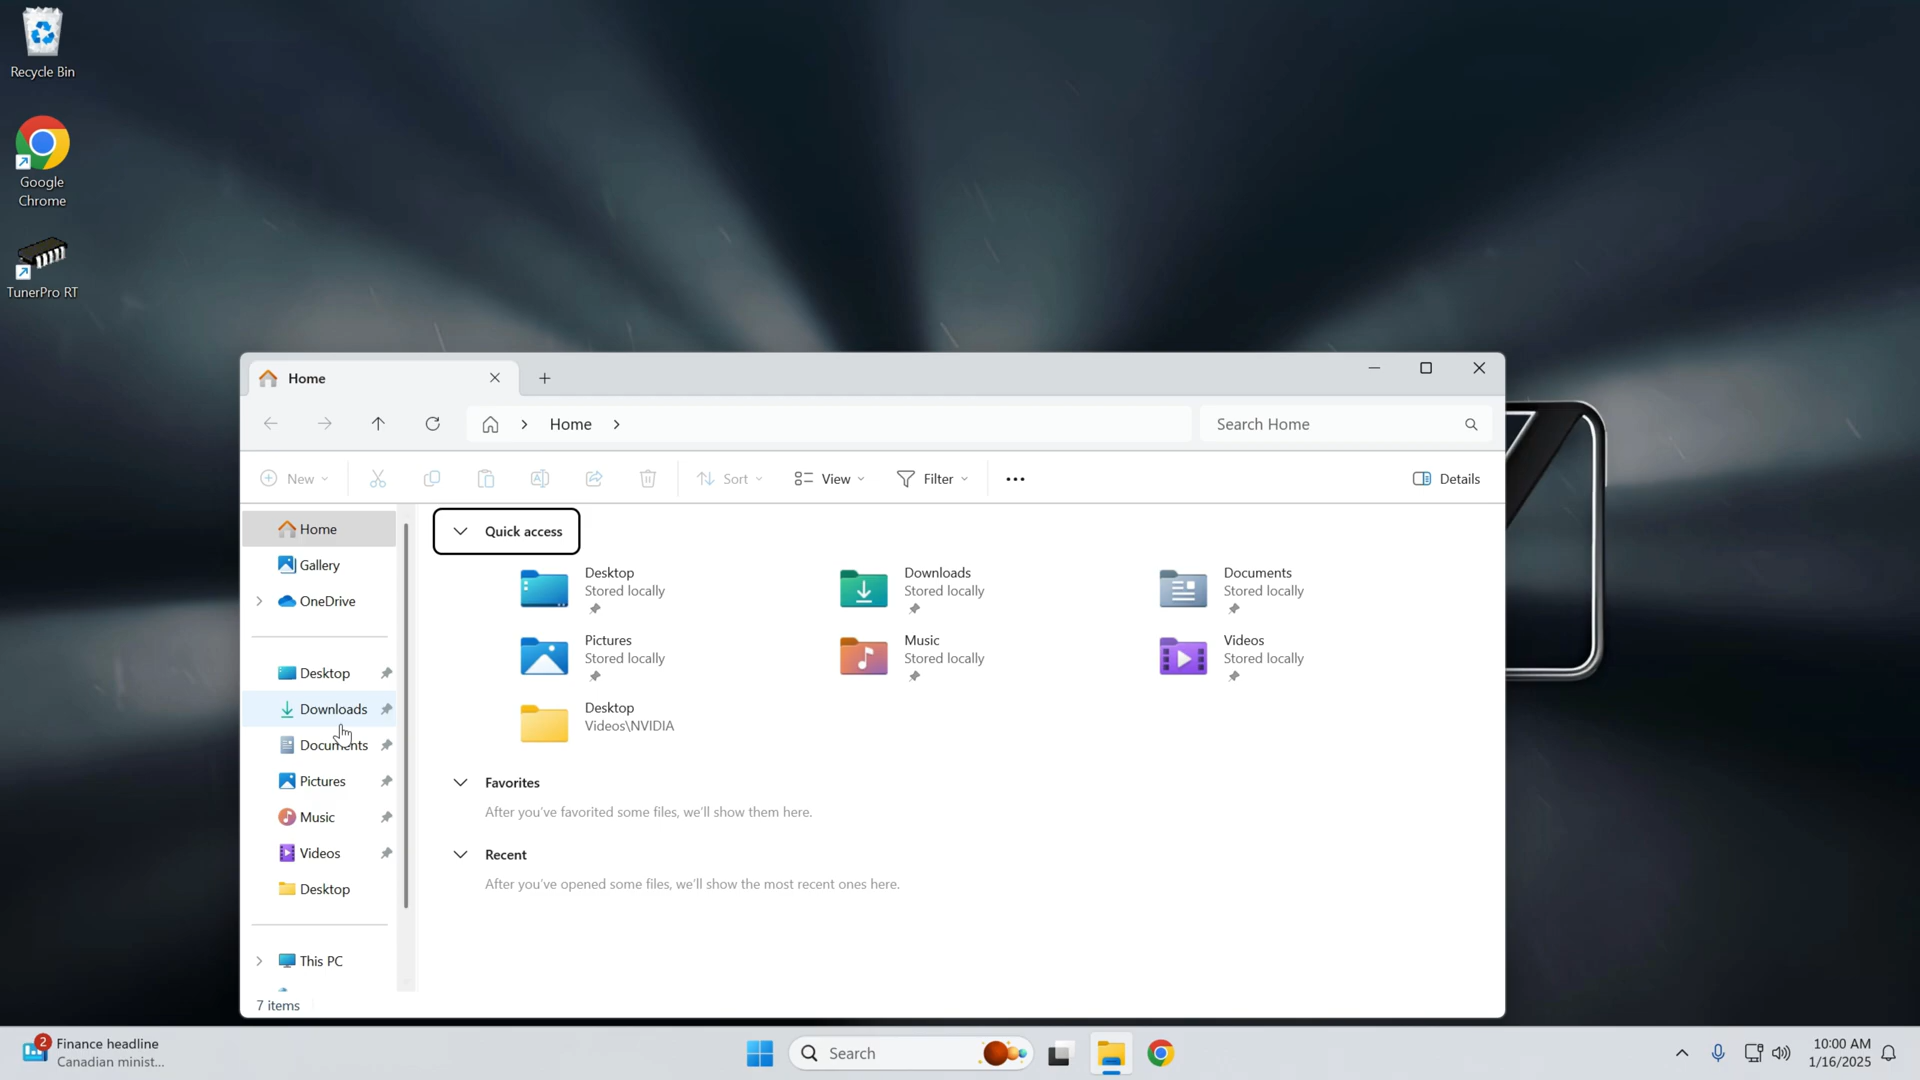 Recycle Bin
Google
Chrome
TunerPro RT
Home
Home
Search Home
New
Sort
View
Filter
Details
Home
Gallery
OneDrive
Desktop
Downloads
Documents
Pictures
Music
Videos
Desktop
This PC
Quick access
Desktop
Stored locally
Downloads
Stored locally
Documents
Stored locally
Pictures
Stored locally
Music
Stored locally
Videos
Stored locally
Desktop
Videos\NVIDIA
Favorites
After you've favorited some files, we'll show them here.
Recent
After you've opened some files, we'll show the most recent ones here.
7 items
2
Finance headline
Canadian minist...
Search
10:00 AM
1/16/2025